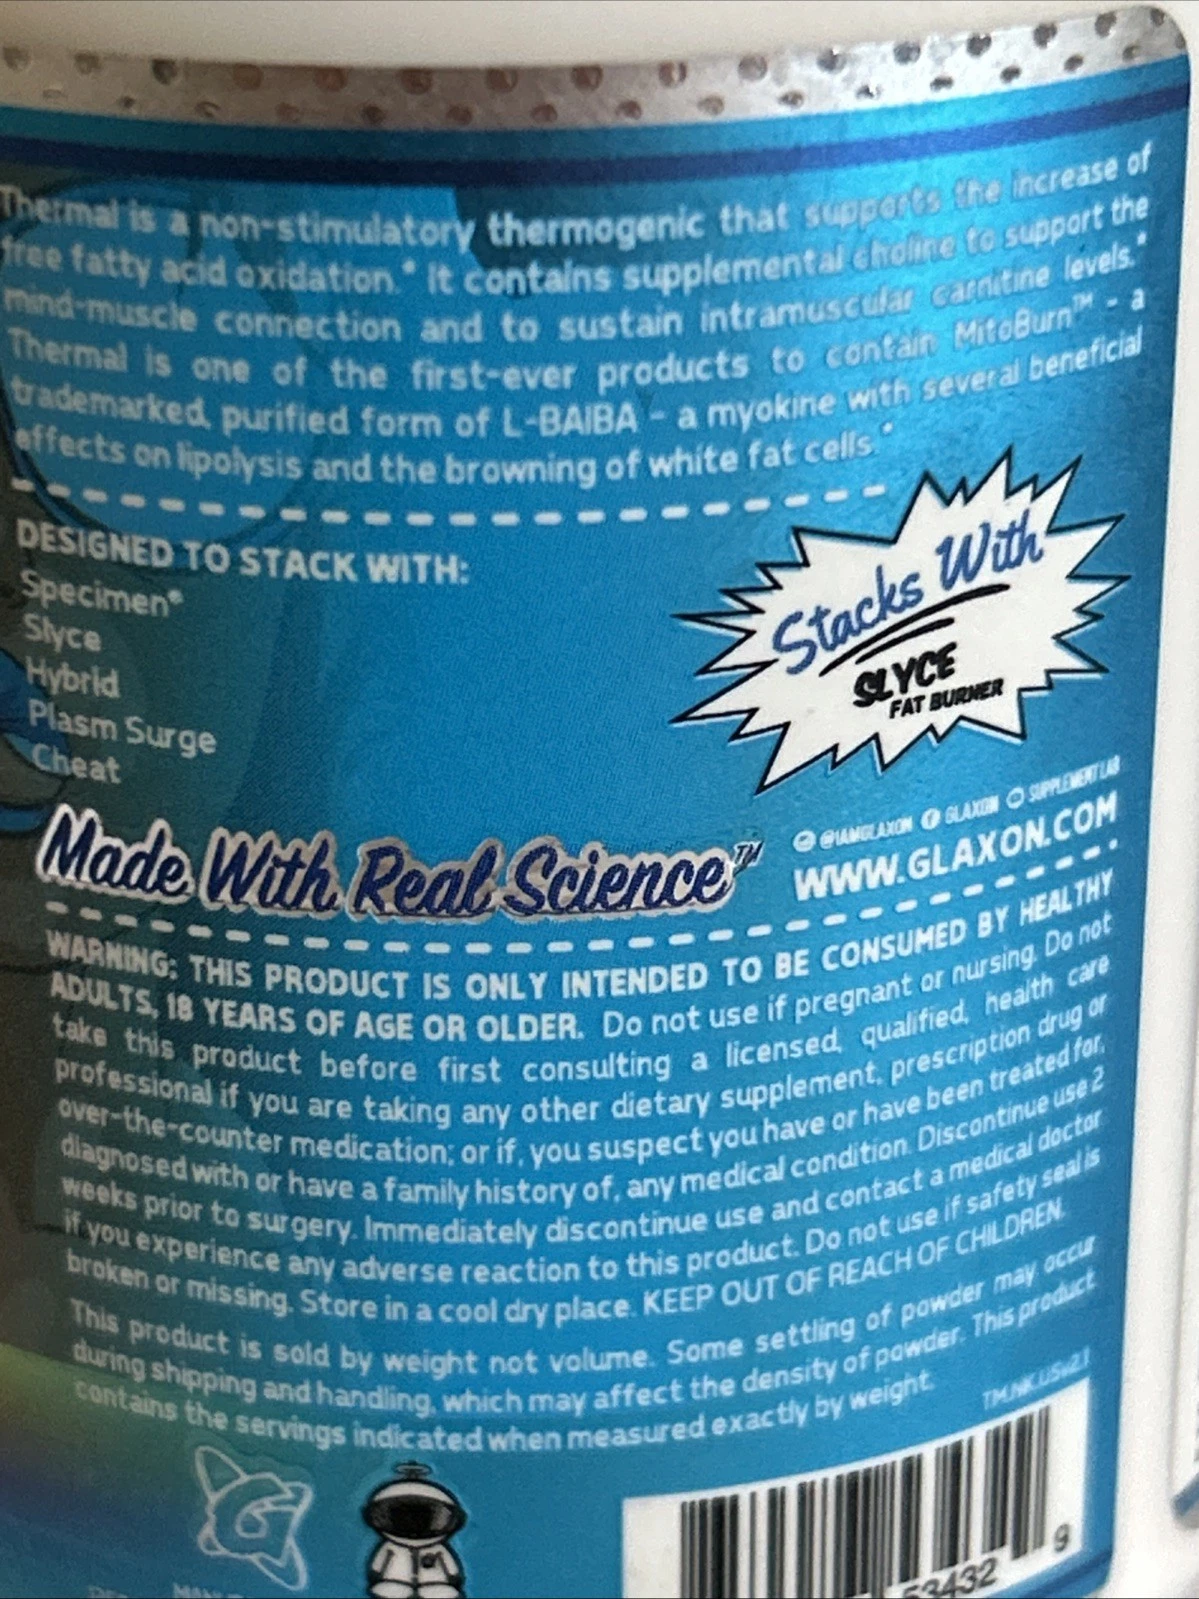 Thermal is a non-stimulatory thermogenic that supports the increase of
free fatty acid oxidation.* It contains supplemental choline to support the
mind-muscle connection and to sustain intramuscular carnitine levels.*
Thermal is one of the first-ever products to contain MitoBurn™ - a
trademarked, purified form of L-BAIBA - a myokine with several beneficial
effects on lipolysis and the browning of white fat cells.*
DESIGNED TO STACK WITH:
Specimen®
Slyce
Hybrid
Plasm Surge
Cheat
Stacks With
SLYCE
FAT BURNER
Made With Real Science™
@IAMGLAXON GLAXON SUPPLEMENTLAB
WWW.GLAXON.COM
WARNING: THIS PRODUCT IS ONLY INTENDED TO BE CONSUMED BY HEALTHY
ADULTS, 18 YEARS OF AGE OR OLDER. Do not use if pregnant or nursing. Do not
take this product before first consulting a licensed, qualified, health care
professional if you are taking any other dietary supplement, prescription drug or
over-the-counter medication; or if, you suspect you have or have been treated for,
diagnosed with or have a family history of, any medical condition. Discontinue use 2
weeks prior to surgery. Immediately discontinue use and contact a medical doctor
if you experience any adverse reaction to this product. Do not use if safety seal is
broken or missing. Store in a cool dry place. KEEP OUT OF REACH OF CHILDREN.
This product is sold by weight not volume. Some settling of powder may occur
during shipping and handling, which may affect the density of powder. This product
contains the servings indicated when measured exactly by weight.
TM.NK.USv2.1
53432 9